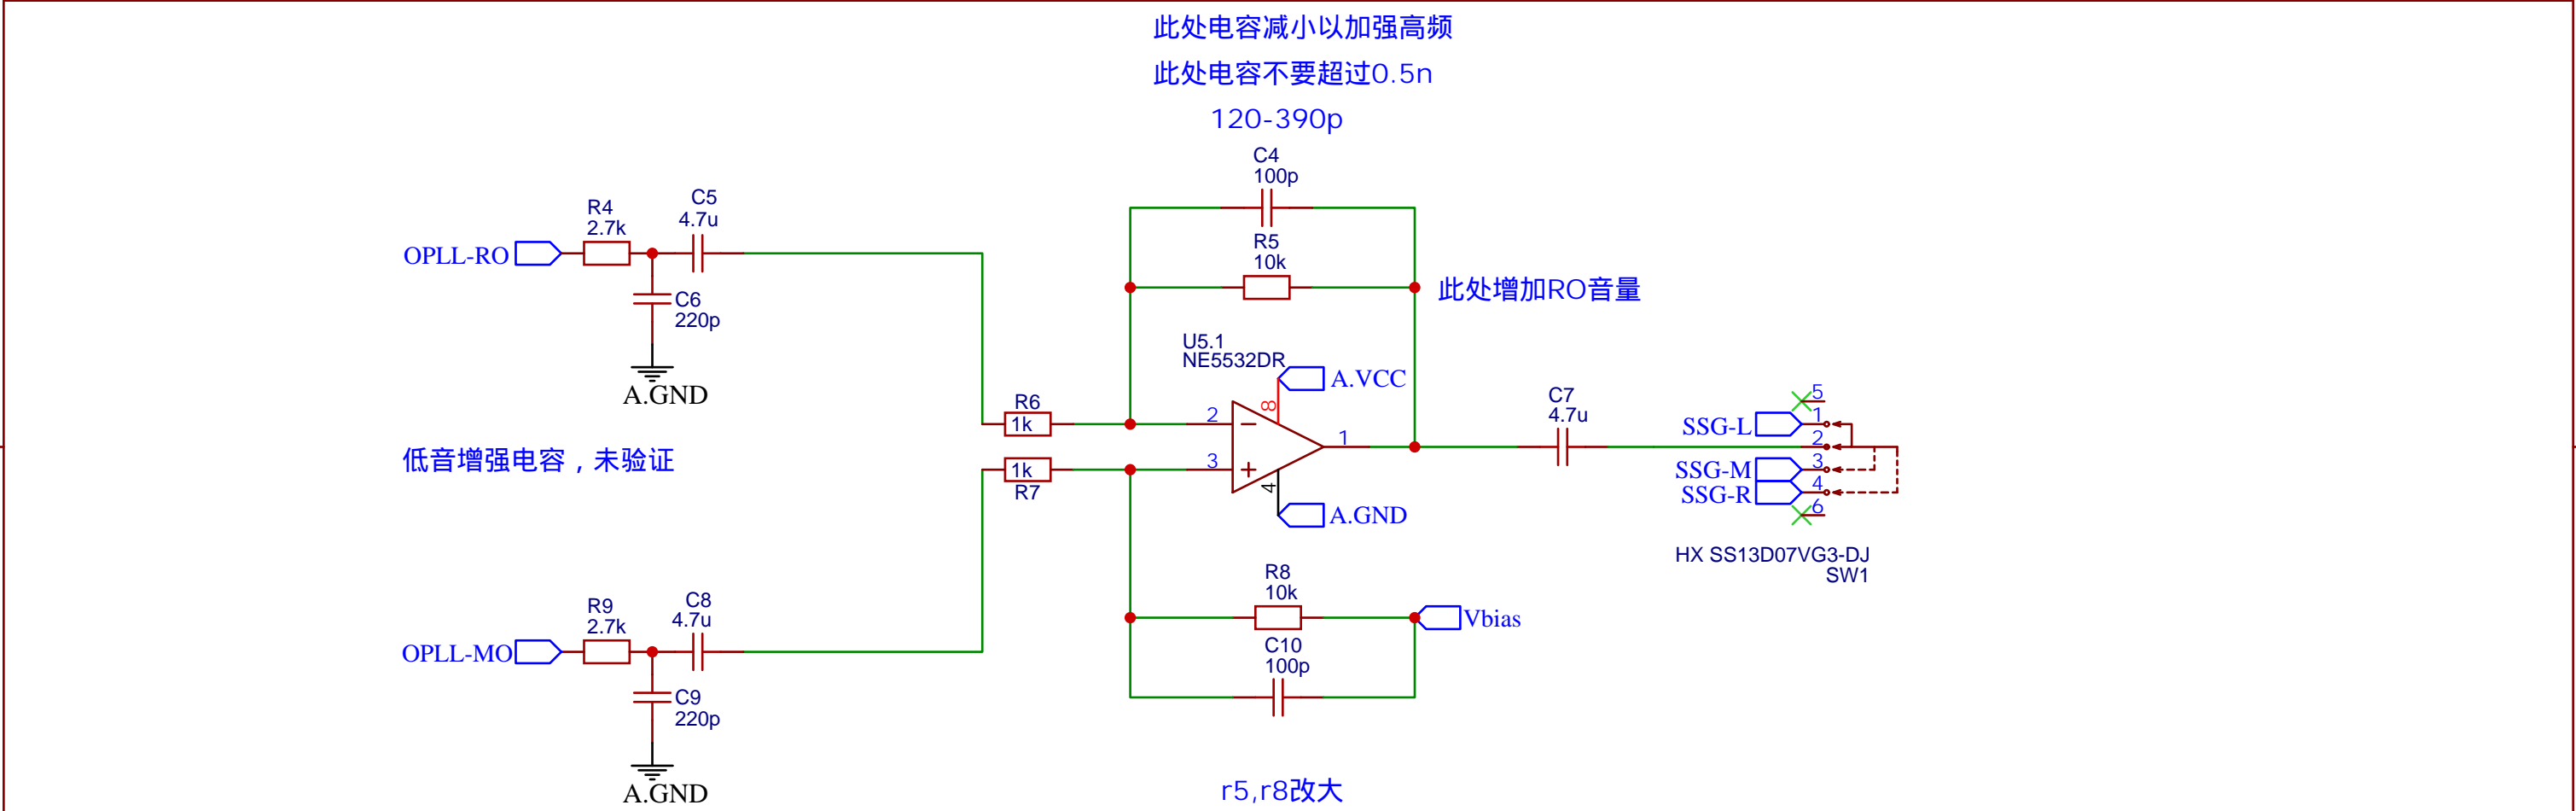 此处电容减小以加强高频
此处电容不要超过0.5n
120-390p
C4
100p
R5
10k
此处增加RO音量
R4
2.7k
C5
4.7u
OPLL-RO
C6
220p
A.GND
U5.1
NE5532DR
A.VCC
8
R6
1k
2
3
1
4
A.GND
1k
R7
C7
4.7u
5
SSG-L
1
2
SSG-M
3
SSG-R
4
6
HX SS13D07VG3-DJ
SW1
低音增强电容，未验证
R8
10k
Vbias
C10
100p
R9
2.7k
C8
4.7u
OPLL-MO
C9
220p
A.GND
r5,r8改大